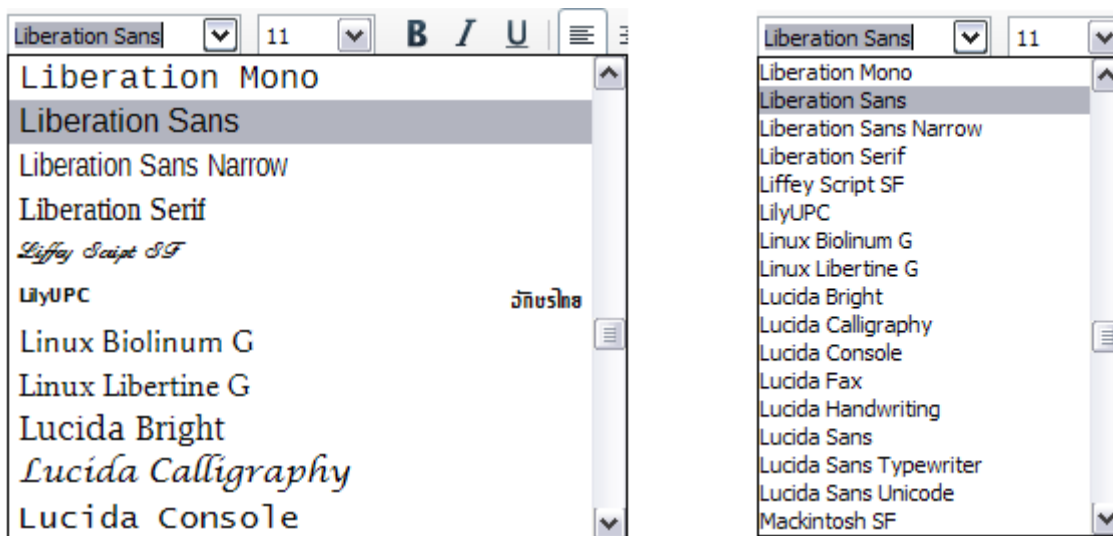 Liberation Sans
11
B I U
Liberation Mono
Liberation Sans
Liberation Sans Narrow
Liberation Serif
Liffey Script SF
LilyUPC อักษรไทย
Linux Biolinum G
Linux Libertine G
Lucida Bright
Lucida Calligraphy
Lucida Console
Liberation Sans
11
Liberation Mono
Liberation Sans
Liberation Sans Narrow
Liberation Serif
Liffey Script SF
LilyUPC
Linux Biolinum G
Linux Libertine G
Lucida Bright
Lucida Calligraphy
Lucida Console
Lucida Fax
Lucida Handwriting
Lucida Sans
Lucida Sans Typewriter
Lucida Sans Unicode
Mackintosh SF